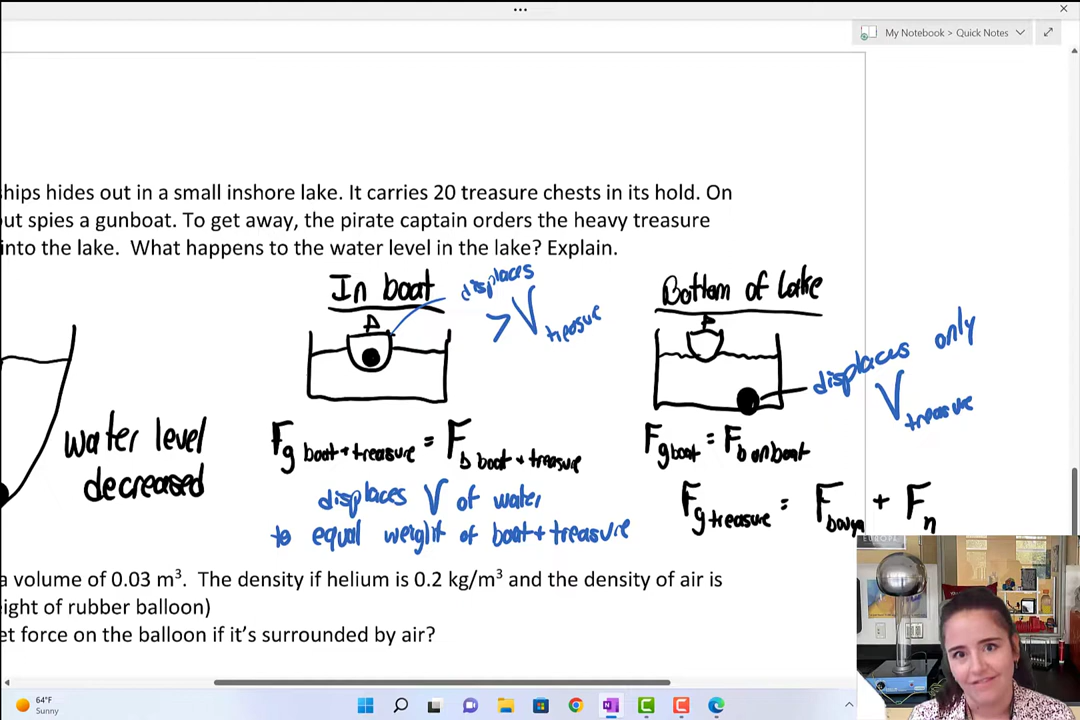 ...
My Notebook > Quick Notes
ships hides out in a small inshore lake. It carries 20 treasure chests in its hold. On
out spies a gunboat. To get away, the pirate captain orders the heavy treasure
into the lake. What happens to the water level in the lake? Explain.
In boat
displaces
> V treasure
Bottom of lake
displaces only
V treasure
water level
decreased
Fg boat + treasure = Fb boat + treasure
displaces V of water
to equal weight of boat + treasure
Fg boat = Fb on boat
Fg treasure = Fbouya + Fn
EUROPE
a volume of 0.03 m³. The density if helium is 0.2 kg/m³ and the density of air is
eight of rubber balloon)
et force on the balloon if it's surrounded by air?
64°F
Sunny